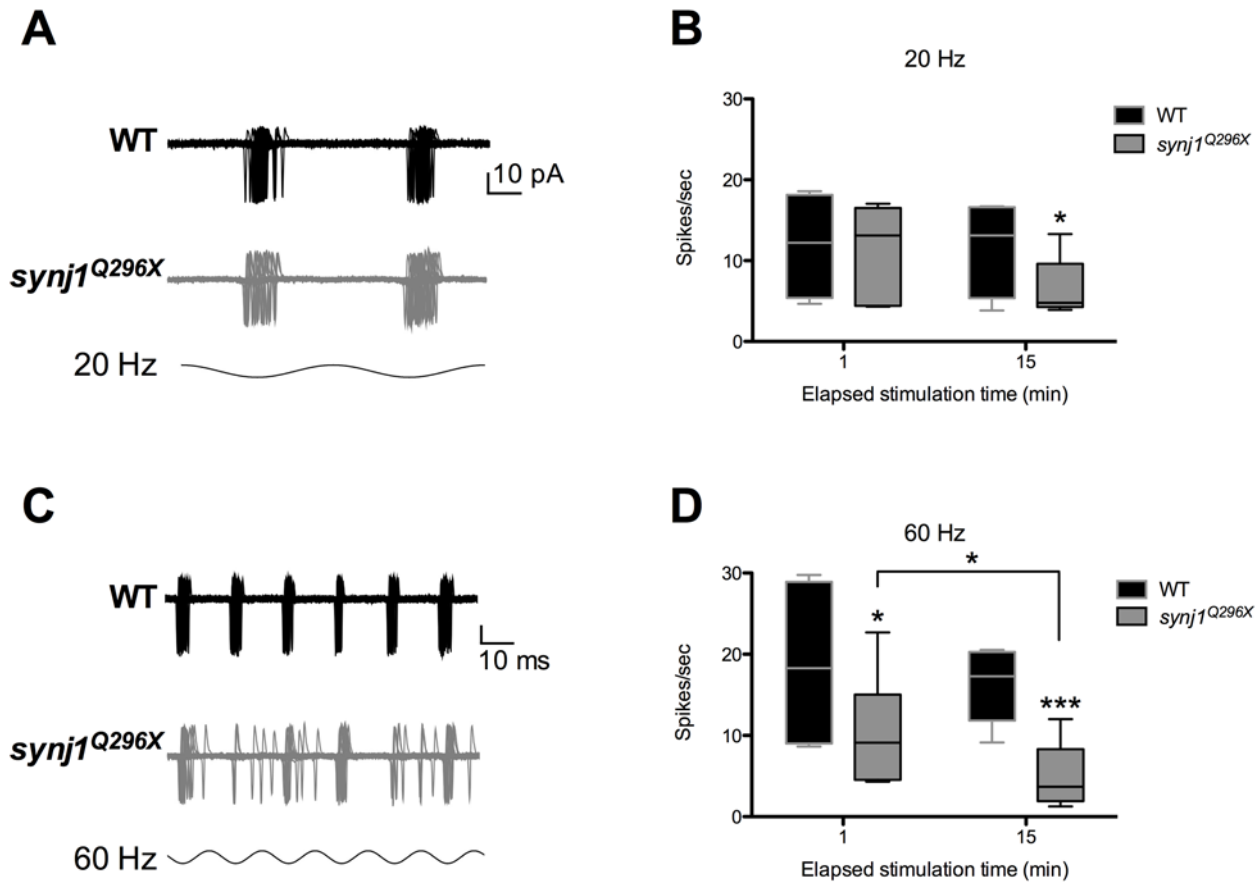 A
WT
10 pA
synj1Q296X
20 Hz
B
20 Hz
30
20
10
0
Spikes/sec
*
1
15
Elapsed stimulation time (min)
WT
synj1Q296X
C
WT
10 ms
synj1Q296X
60 Hz
D
60 Hz
30
20
10
0
Spikes/sec
*
*
***
1
15
Elapsed stimulation time (min)
WT
synj1Q296X